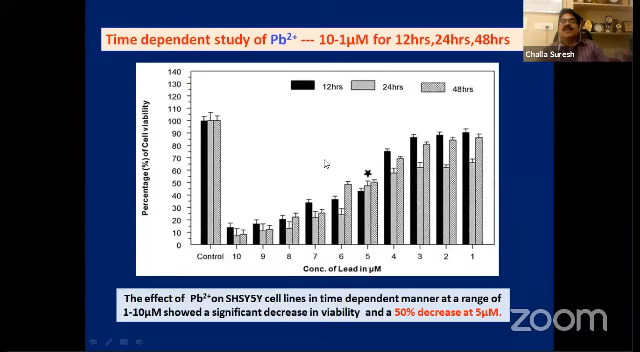 Time dependent study of Pb²⁺ --- 10-1µM for 12hrs,24hrs,48hrs
Challa Suresh
140
130
120
110
100
90
80
70
60
50
40
30
20
10
0
Percentage (%) of Cell viability
12hrs 24hrs 48hrs
Control 10 9 8 7 6 5 4 3 2 1
Conc. of Lead in µM
The effect of Pb²⁺on SHSY5Y cell lines in time dependent manner at a range of
1-10µM showed a significant decrease in viability and a 50% decrease at 5µM.
zoom